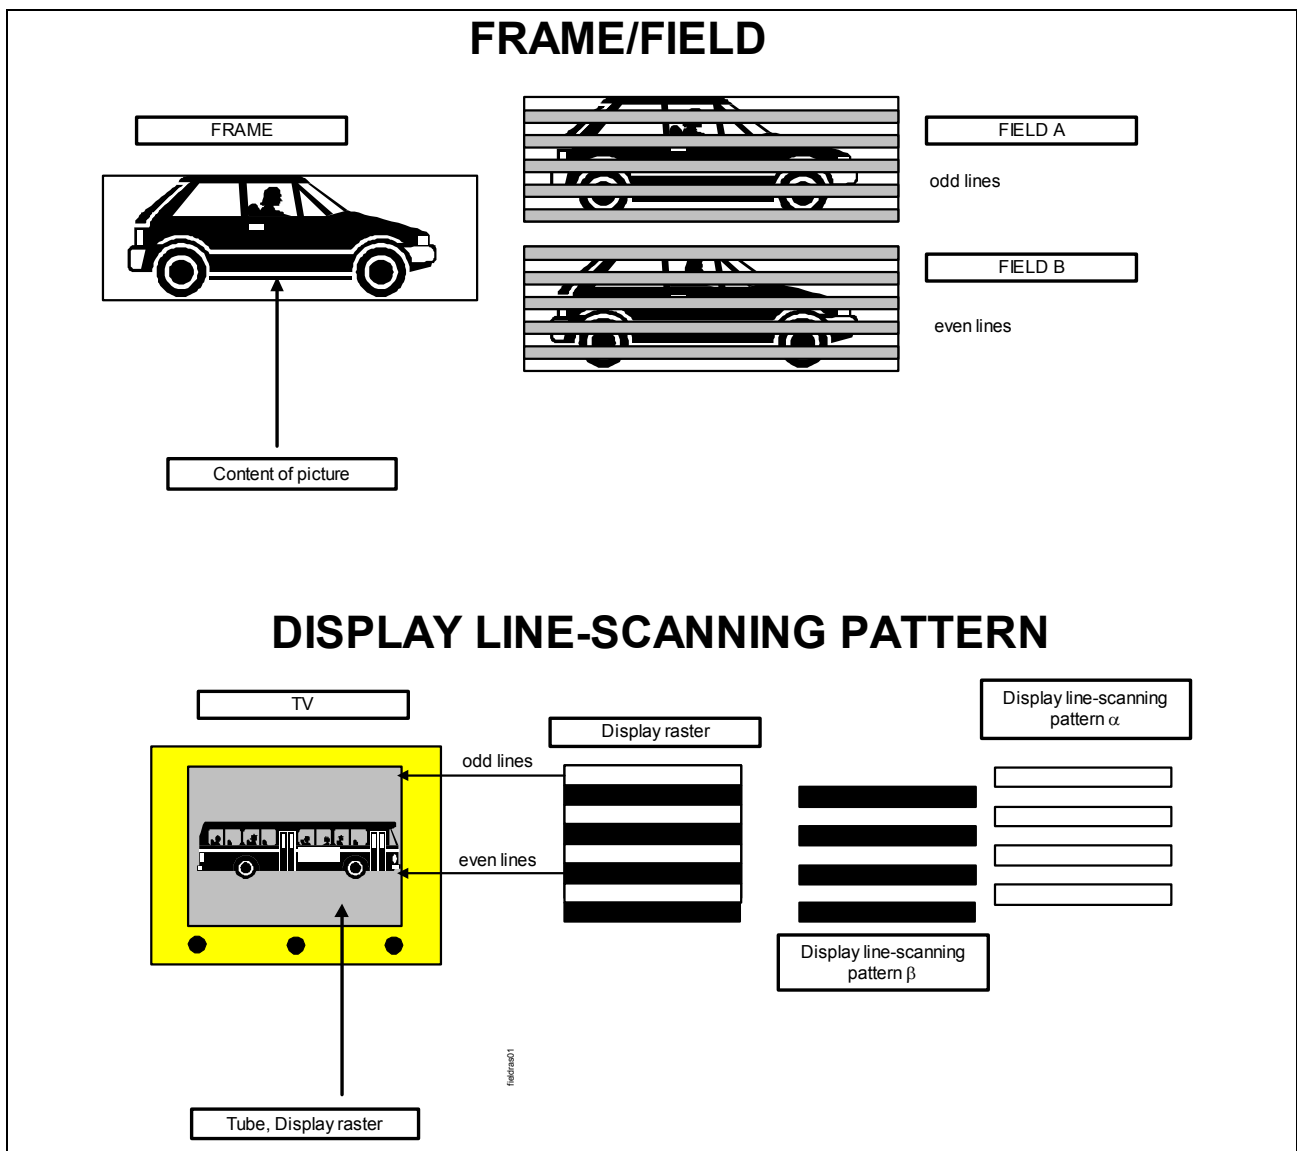 FRAME/FIELD
FRAME
FIELD A
odd lines
FIELD B
even lines
Content of picture
DISPLAY LINE-SCANNING PATTERN
TV
Display raster
Display line-scanning
pattern α
odd lines
even lines
Display line-scanning
pattern β
fieldras01
Tube, Display raster